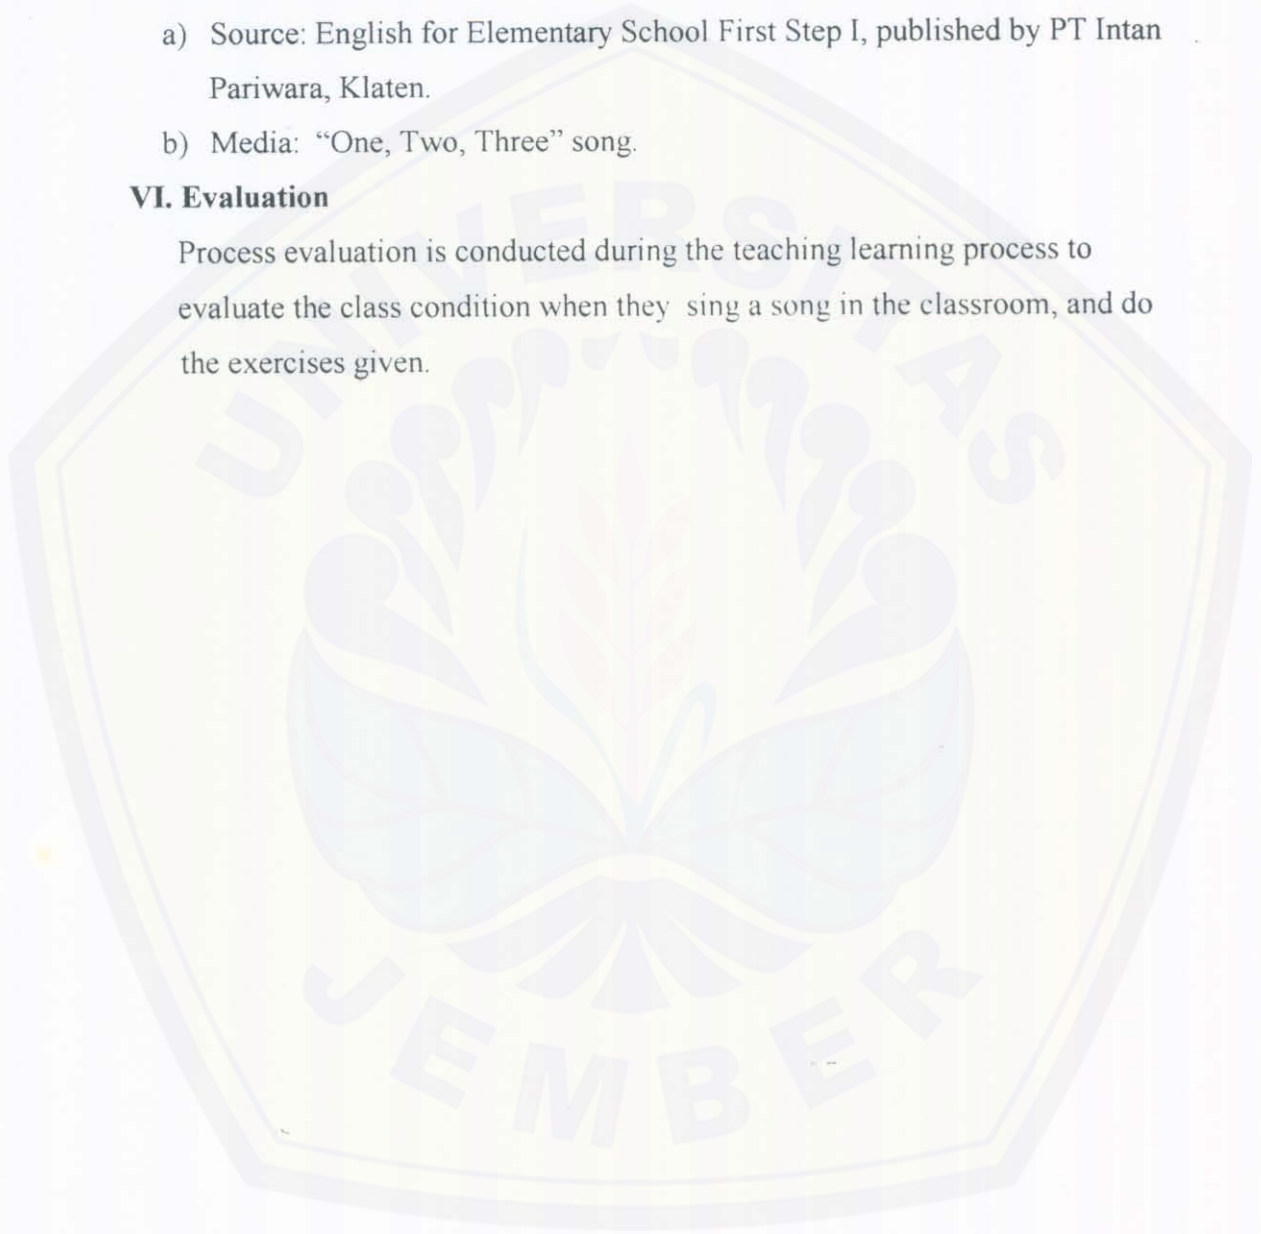 a) Source: English for Elementary School First Step I, published by PT Intan
Pariwara, Klaten.
b) Media: “One, Two, Three” song.
VI. Evaluation
Process evaluation is conducted during the teaching learning process to
evaluate the class condition when they sing a song in the classroom, and do
the exercises given.
UNIVERSITAS
JEMBER